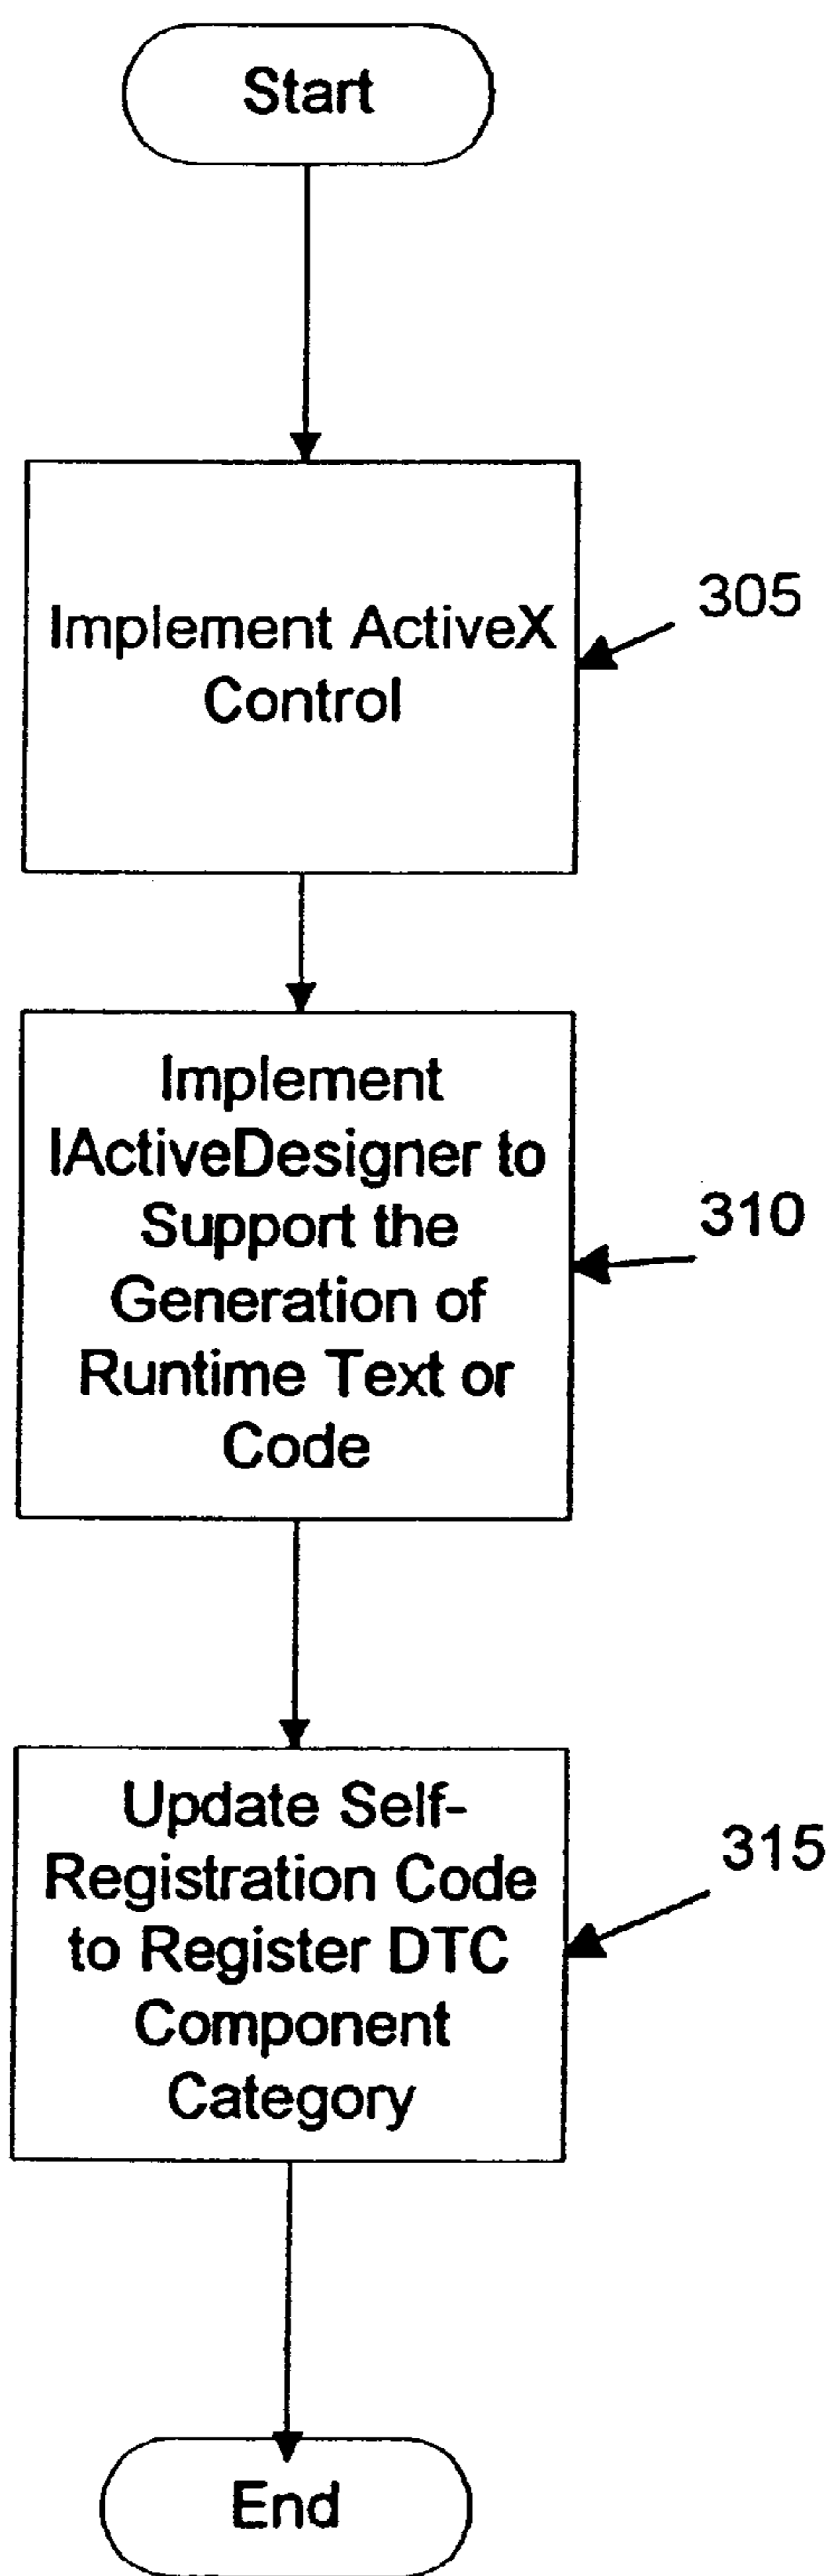 Start
Implement ActiveX
Control
305
Implement
IActiveDesigner to
Support the
Generation of
Runtime Text or
Code
310
Update Self-
Registration Code
to Register DTC
Component
Category
315
End